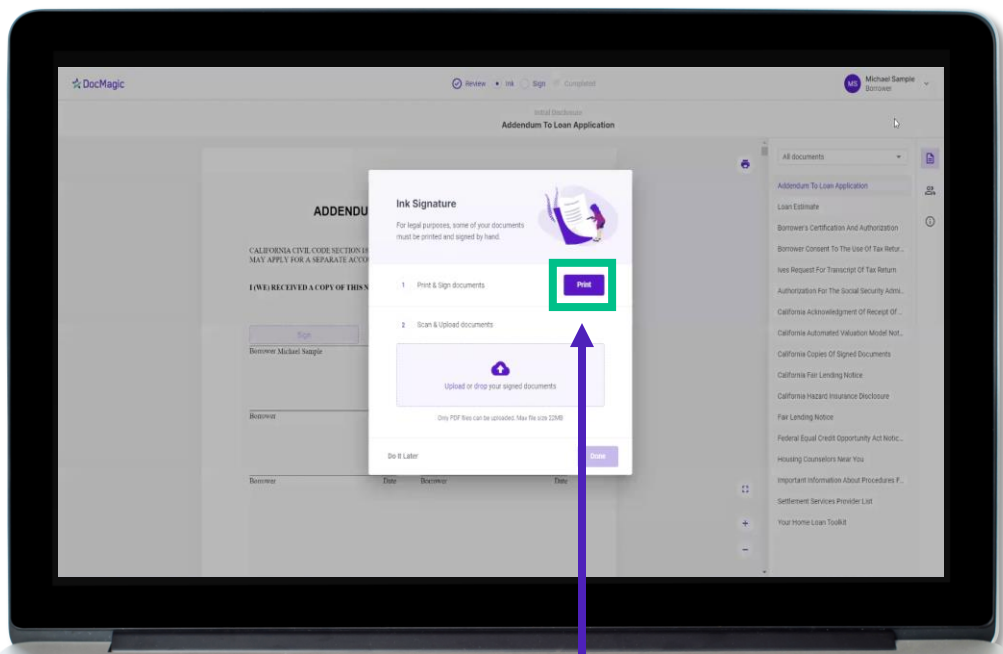 DocMagic
Review Ink Sign Completed
MS
Michael Sample
Borrower
Initial Disclosure
Addendum To Loan Application
All documents
Addendum To Loan Application
Loan Estimate
Borrower's Certification And Authorization
Borrower Consent To The Use Of Tax Retur...
Ives Request For Transcript Of Tax Return
Authorization For The Social Security Admi...
California Acknowledgment Of Receipt Of...
California Automated Valuation Model Not...
California Copies Of Signed Documents
California Fair Lending Notice
California Hazard Insurance Disclosure
Fair Lending Notice
Federal Equal Credit Opportunity Act Notic...
Housing Counselors Near You
Important Information About Procedures F...
Settlement Services Provider List
Your Home Loan Toolkit
ADDENDU
CALIFORNIA CIVIL CODE SECTION 18
MAY APPLY FOR A SEPARATE ACCO
I (WE) RECEIVED A COPY OF THIS N
Sign
Borrower Michael Sample
Borrower
Borrower Date Borrower Date
Ink Signature
For legal purposes, some of your documents
must be printed and signed by hand.
1 Print & Sign documents
Print
2 Scan & Upload documents
Upload or drop your signed documents
Only PDF files can be uploaded. Max file size 22MB
Do It Later
Done